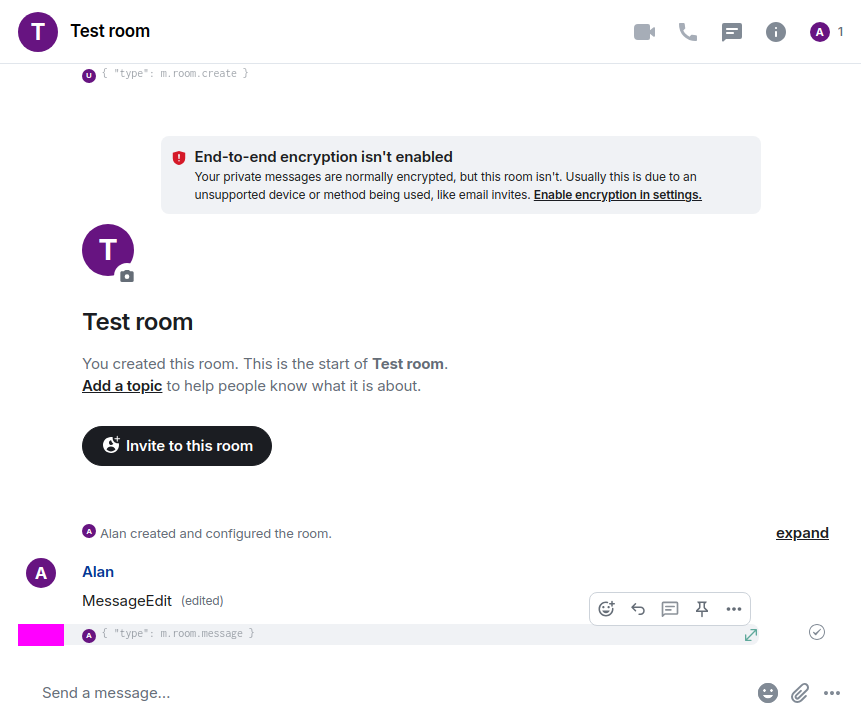 T Test room A 1
U { "type": m.room.create }
End-to-end encryption isn't enabled
Your private messages are normally encrypted, but this room isn't. Usually this is due to an
unsupported device or method being used, like email invites. Enable encryption in settings.
T
Test room
You created this room. This is the start of Test room.
Add a topic to help people know what it is about.
Invite to this room
A Alan created and configured the room. expand
A Alan
MessageEdit (edited)
A { "type": m.room.message }
Send a message…